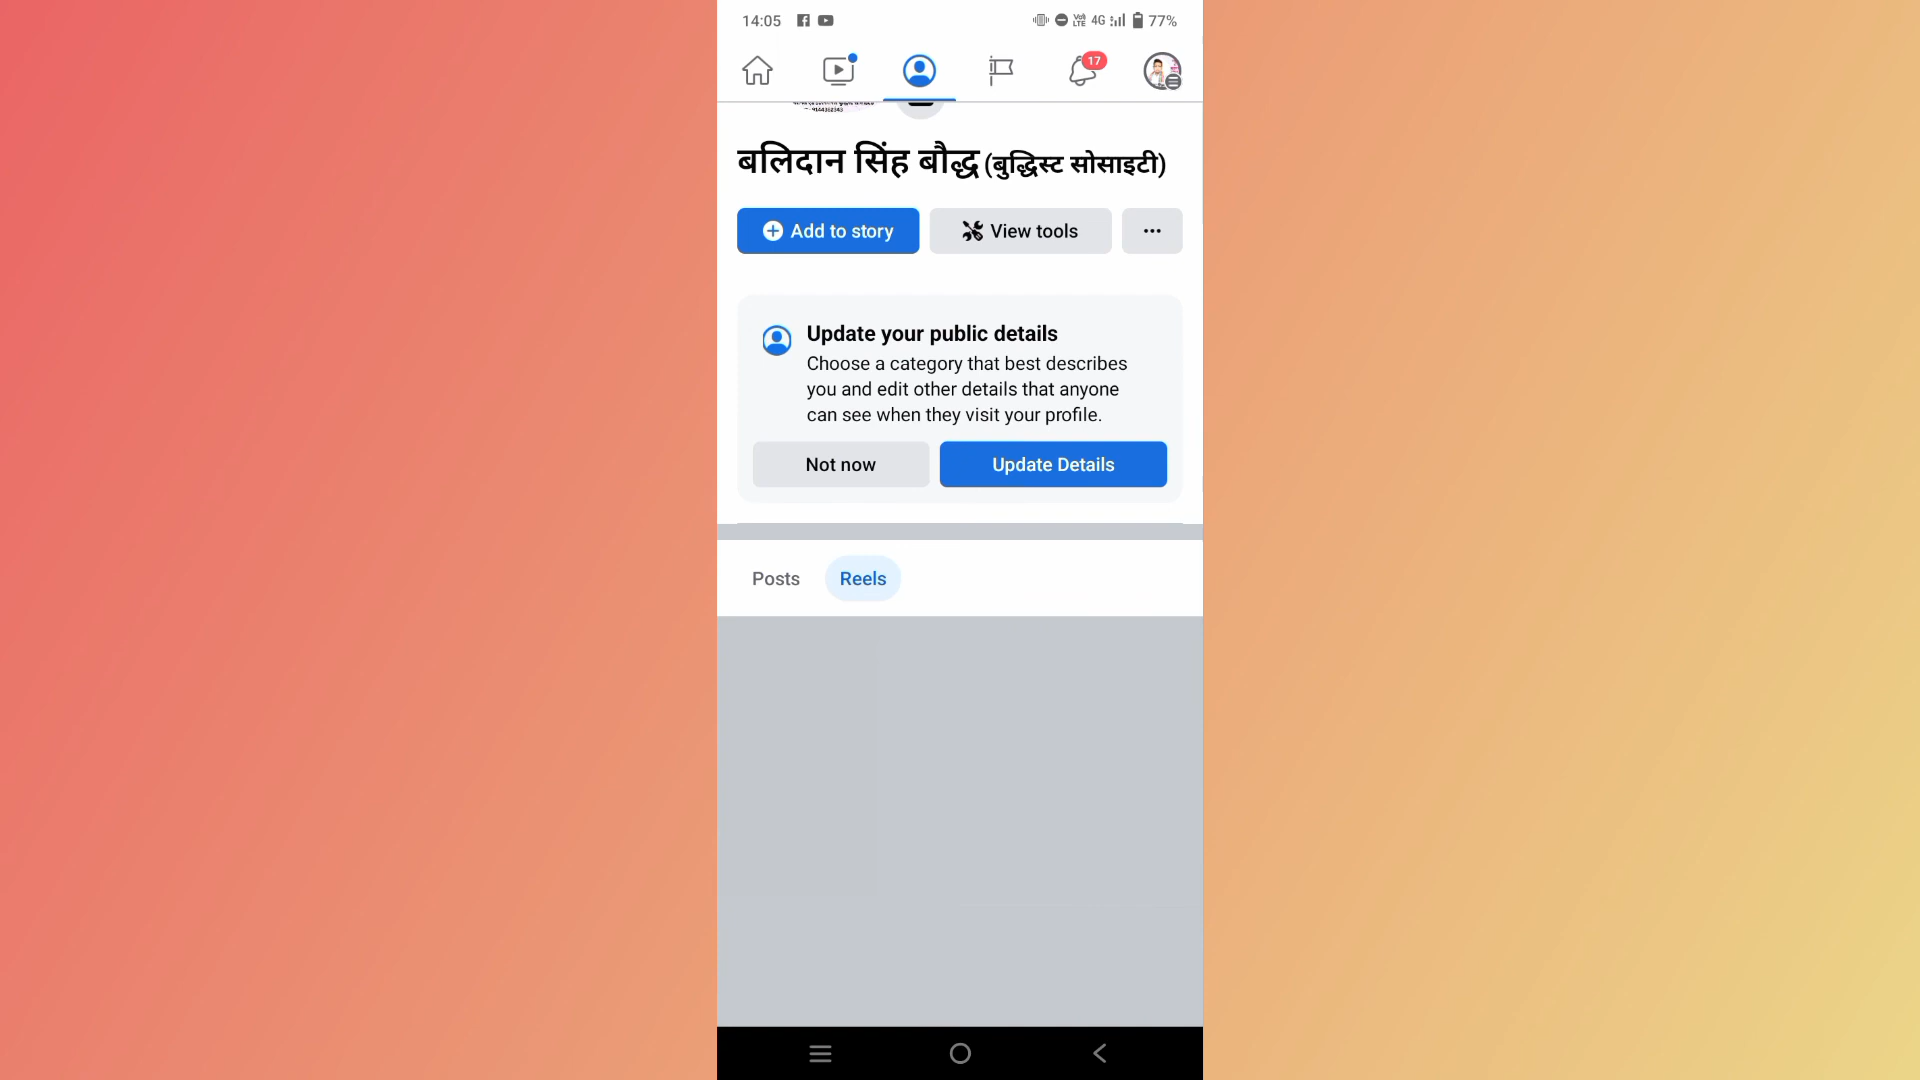 14:05 4G 77%
17
बलिदान सिंह बौद्ध (बुद्धिस्ट सोसाइटी)
Add to story
View tools
Update your public details
Choose a category that best describes
you and edit other details that anyone
can see when they visit your profile.
Not now
Update Details
Posts
Reels